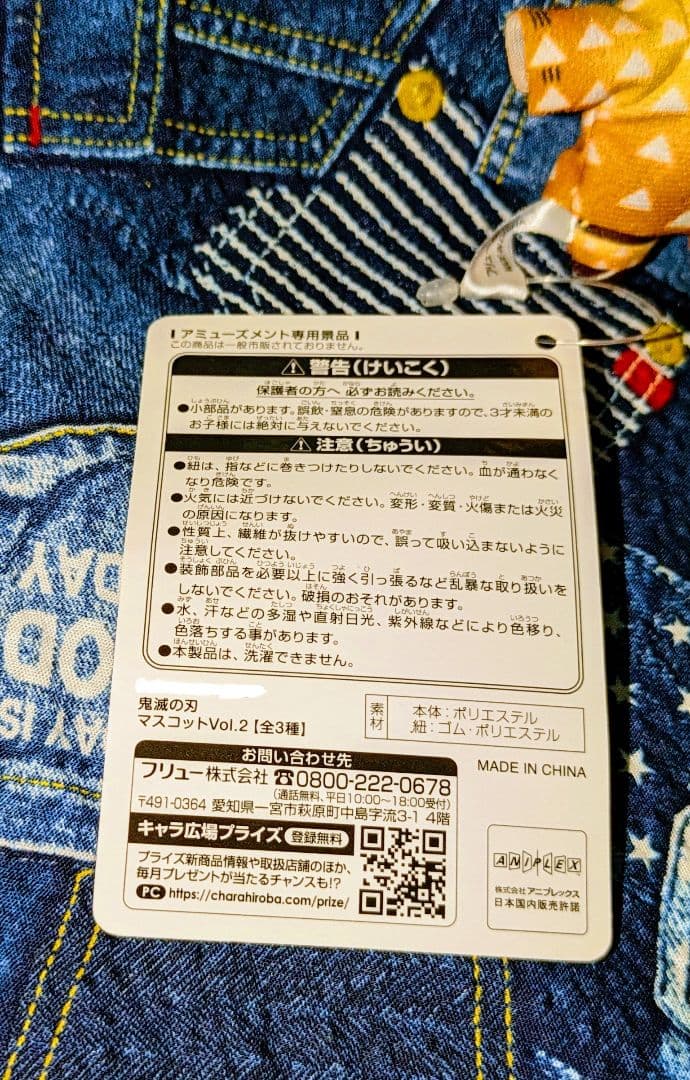 アミューズメント専用景品
この商品は一般市販されておりません。
警告(けいこく)
保護者の方へ 必ずお読みください。
●小部品があります。誤飲・窒息の危険がありますので、3才未満の
お子様には絶対に与えないでください。
注意(ちゅうい)
●紐は、指などに巻きつけたりしないでください。血が通わなく
なり危険です。
●火気には近づけないでください。変形・変質・火傷または火災
の原因になります。
●性質上、繊維が抜けやすいので、誤って吸い込まないように
注意してください。
●装飾部品を必要以上に強く引っ張るなど乱暴な取り扱いを
しないでください。破損のおそれがあります。
●水、汗などの多湿や直射日光、紫外線などにより色移り、
色落ちする事があります。
●本製品は、洗濯できません。
鬼滅の刃
マスコットVol.2【全3種】
素材
本体:ポリエステル
紐:ゴム・ポリエステル
MADE IN CHINA
お問い合わせ先
フリュー株式会社 ☎0800-222-0678
(通話無料、平日10:00~18:00受付)
〒491-0364 愛知県一宮市萩原町中島字流3-1 4階
キャラ広場プライズ 登録無料
プライズ新商品情報や取扱店舗のほか、
毎月プレゼントが当たるチャンスも!?
PC https://charahiroba.com/prize/
ANIPLEX
株式会社 アニプレックス
日本国内販売許諾